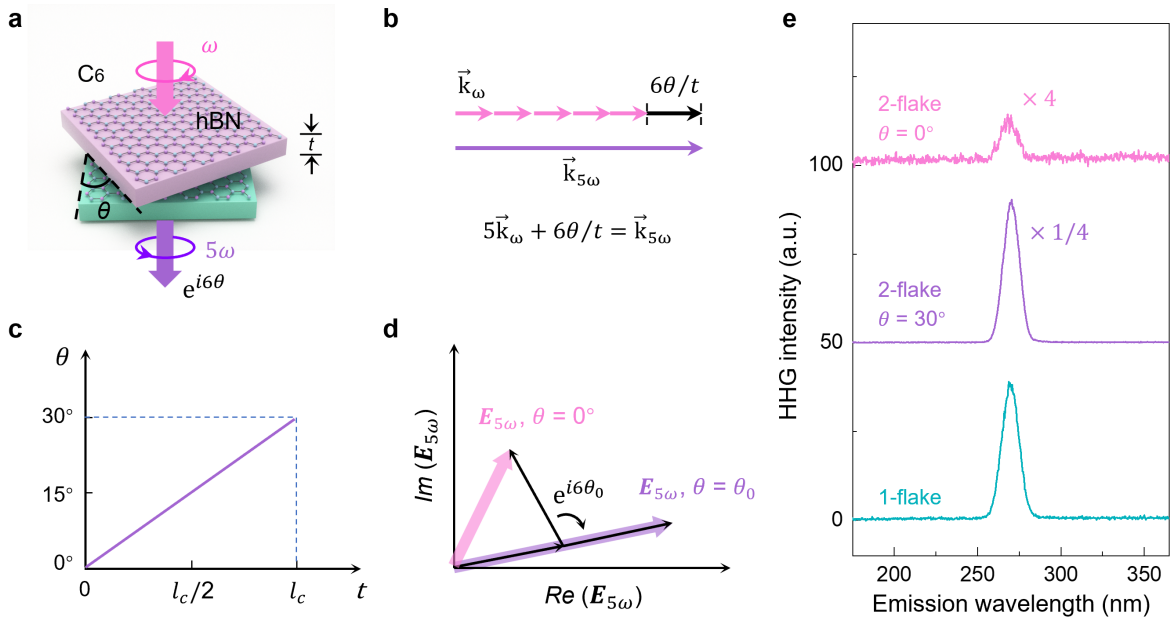 a
ω
C6
hBN
t
θ
5ω
e^{i6θ}
b
k⃗_ω
6θ/t
k⃗_{5ω}
5k⃗_ω + 6θ/t = k⃗_{5ω}
c
θ
30°
15°
0°
0
l_c/2
l_c
t
d
Im (E_{5ω})
E_{5ω}, θ = 0°
e^{i6θ_0}
E_{5ω}, θ = θ_0
Re (E_{5ω})
e
HHG intensity (a.u.)
100
50
0
2-flake
θ = 0°
× 4
2-flake
θ = 30°
× 1/4
1-flake
200
250
300
350
Emission wavelength (nm)